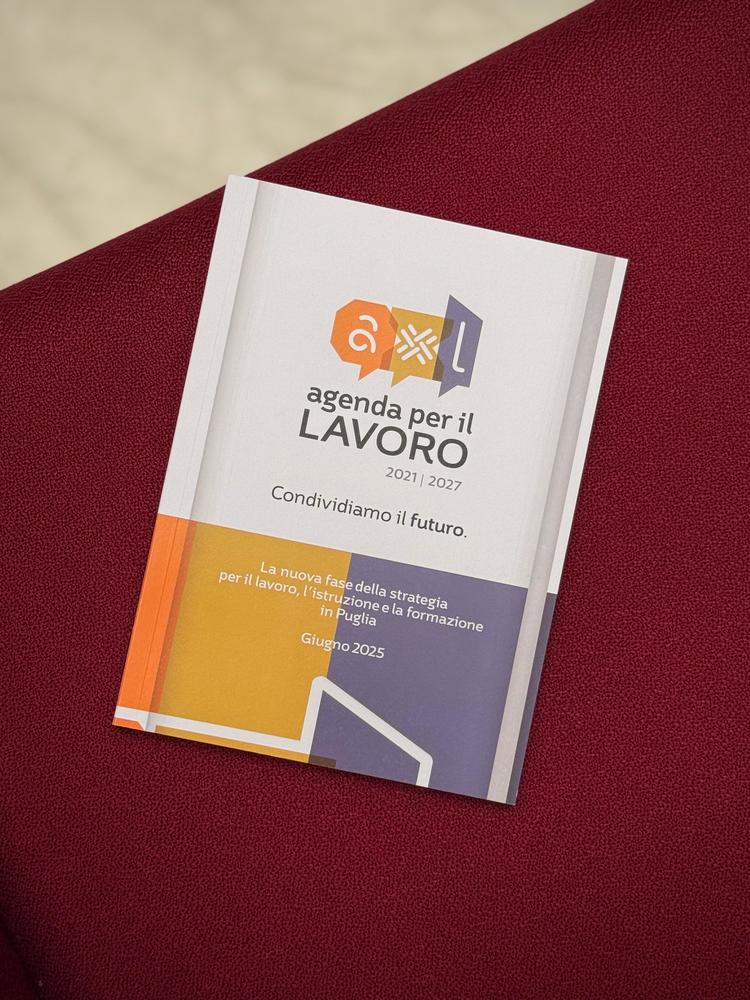 a x l
agenda per il
LAVORO
2021 | 2027
Condividiamo il futuro.
La nuova fase della strategia
per il lavoro, l'istruzione e la formazione
in Puglia
Giugno 2025